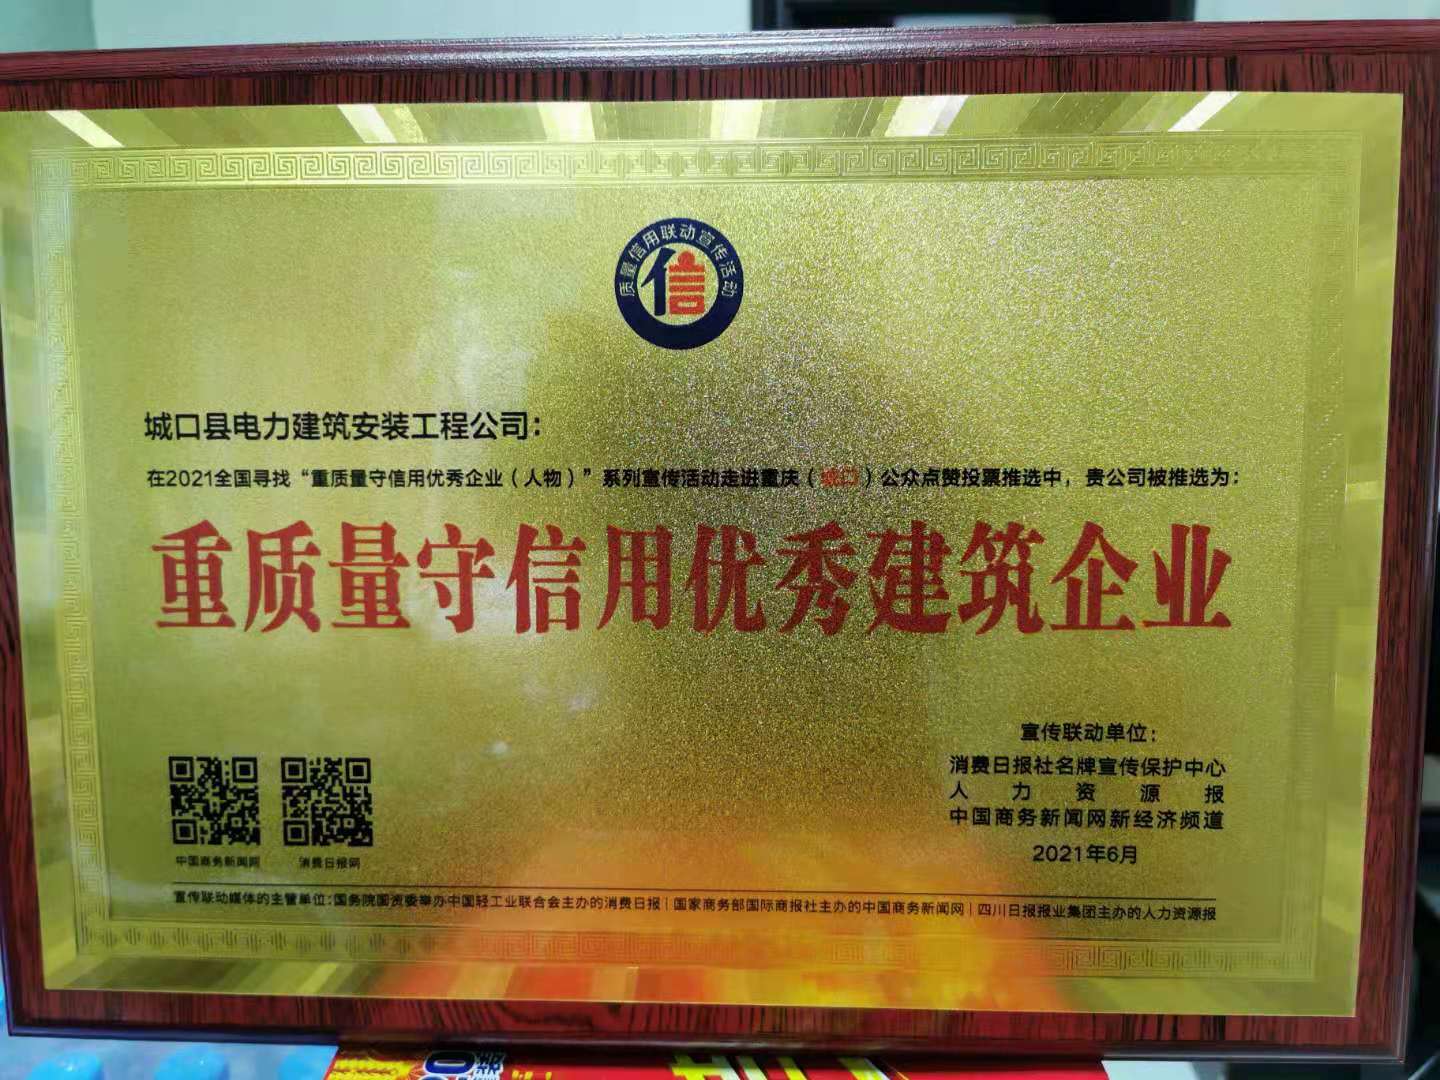 质量信用联动宣传活动
信
城口县电力建筑安装工程公司：
在2021全国寻找“重质量守信用优秀企业（人物）”系列宣传活动走进重庆（城口）公众点赞投票推选中，贵公司被推选为：
重质量守信用优秀建筑企业
宣传联动单位：
消费日报社名牌宣传保护中心
人力资源报
中国商务新闻网新经济频道
2021年6月
中国商务新闻网 消费日报网
宣传联动媒体的主管单位：国务院国资委举办中国轻工业联合会主办的消费日报｜国家商务部国际商报社主办的中国商务新闻网｜四川日报报业集团主办的人力资源报